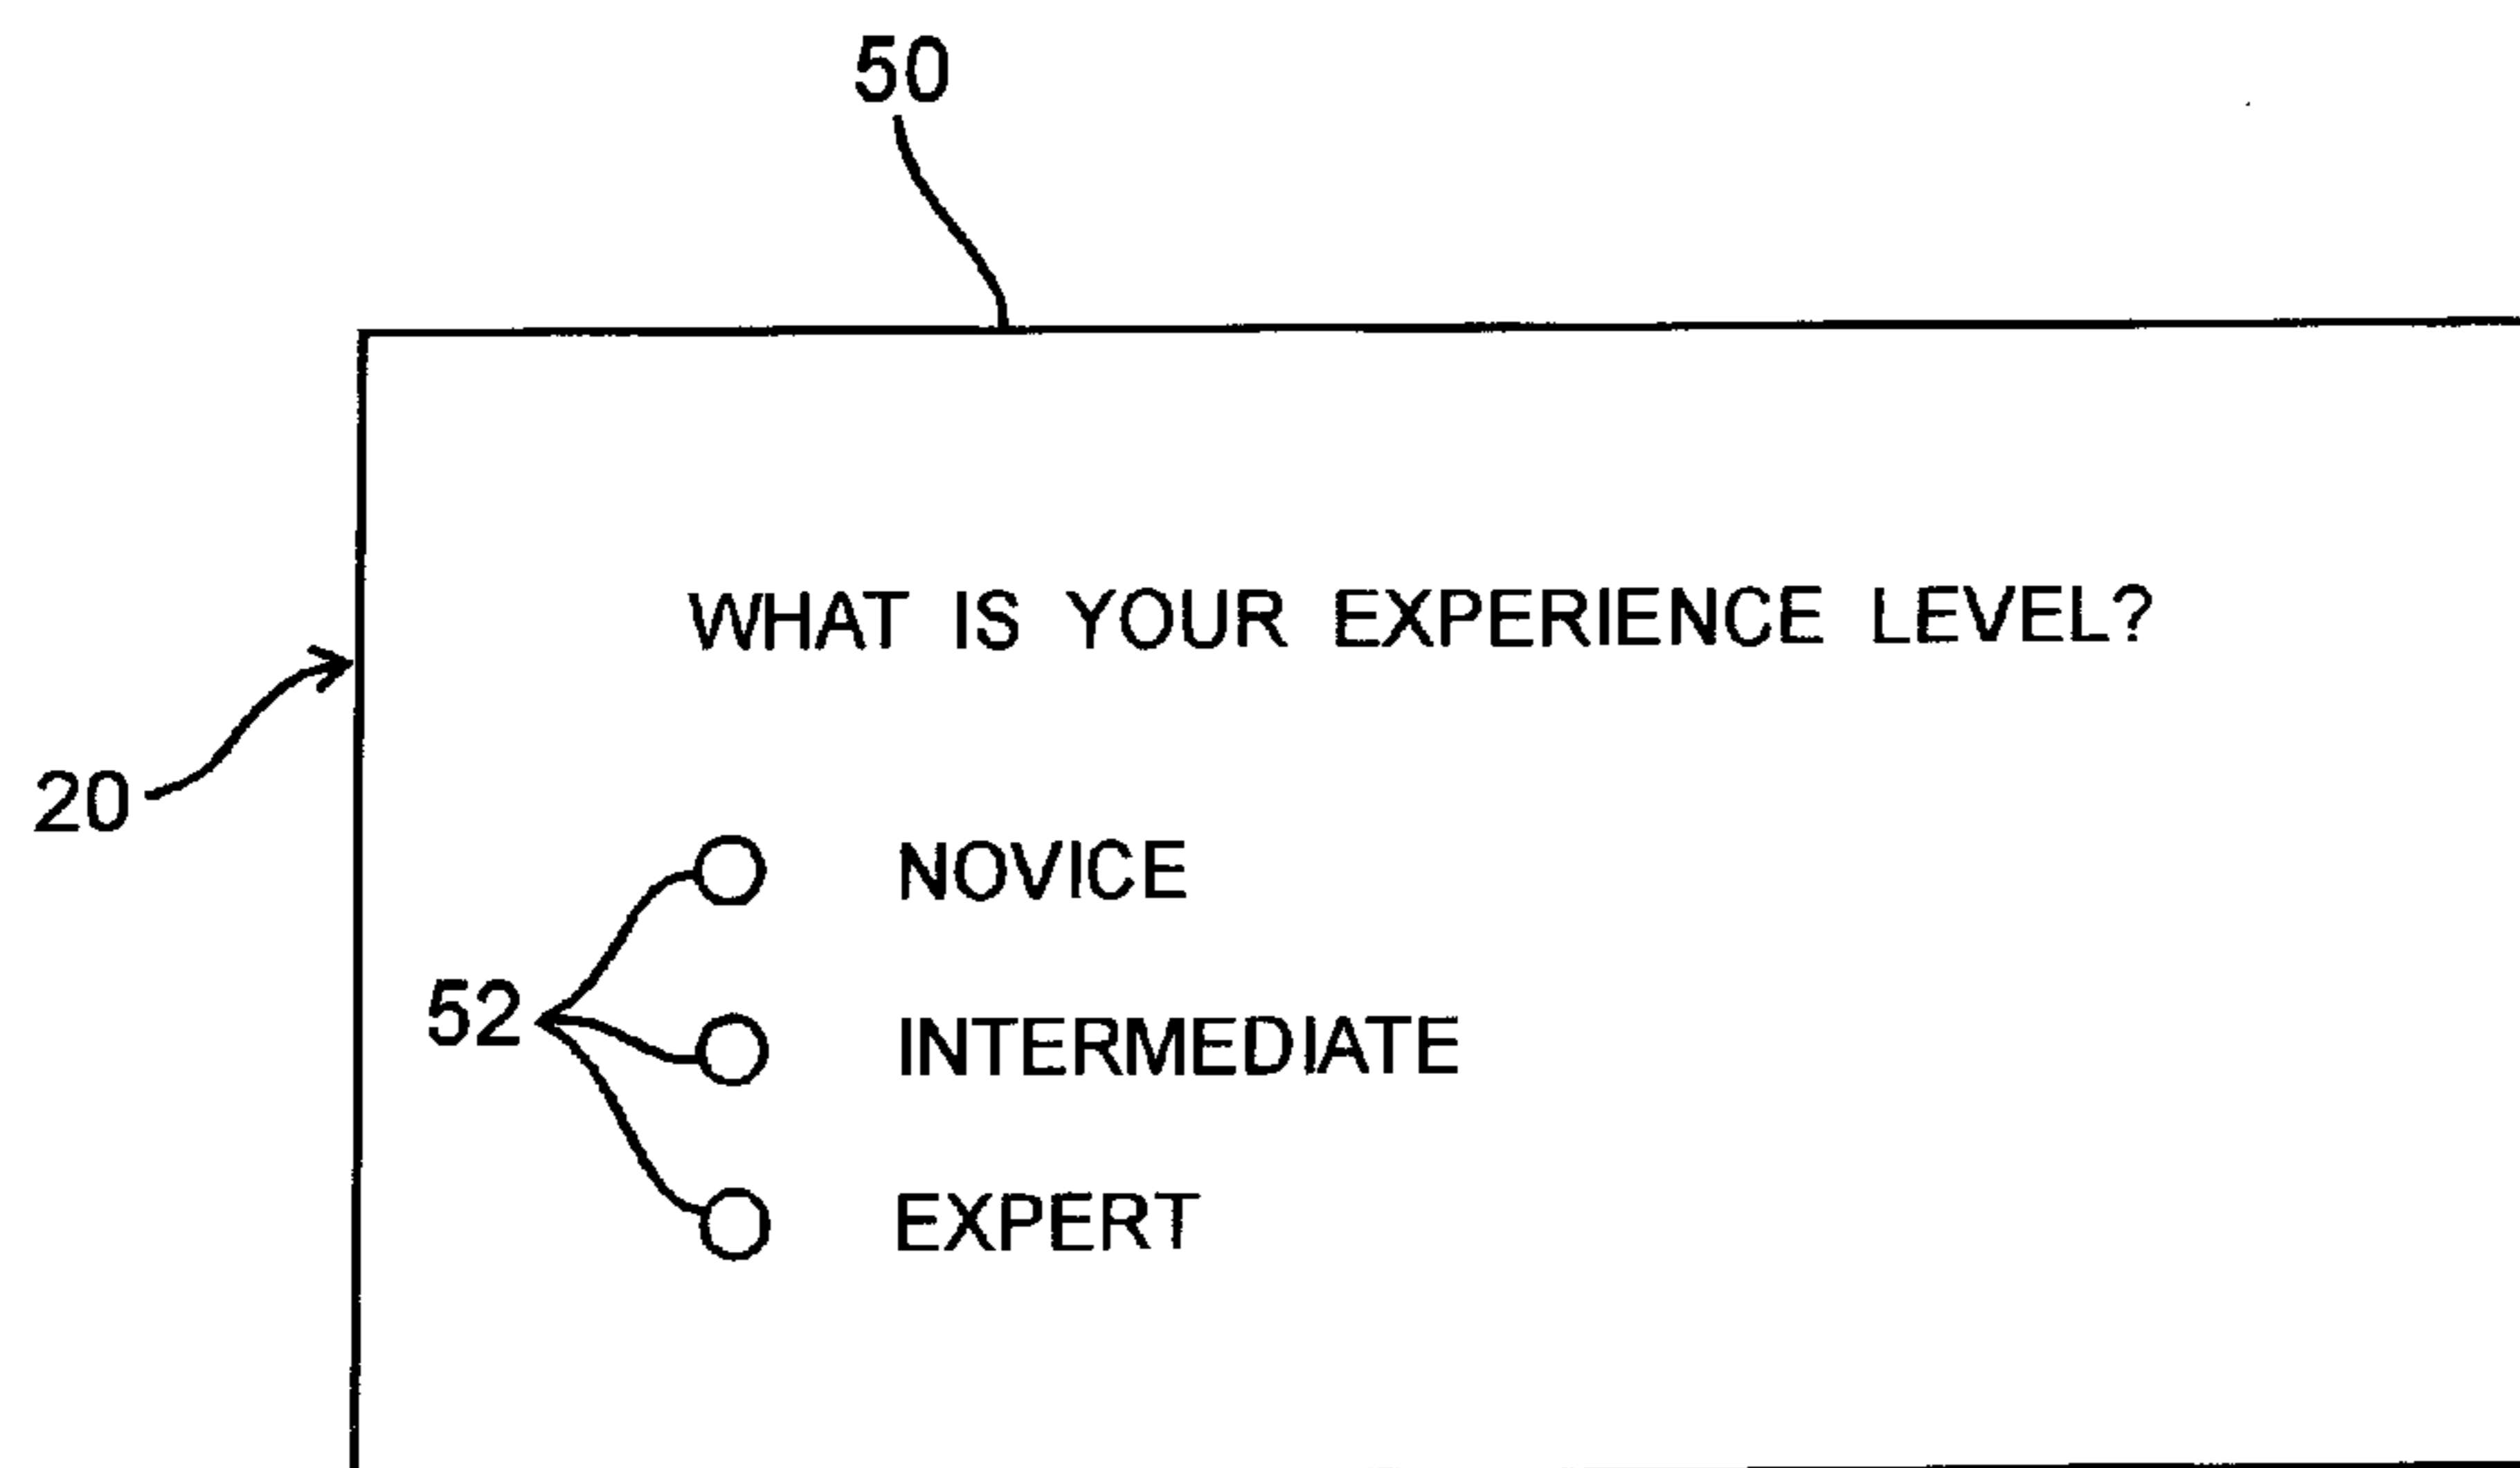 50
WHAT IS YOUR EXPERIENCE LEVEL?
20
NOVICE
52
INTERMEDIATE
EXPERT